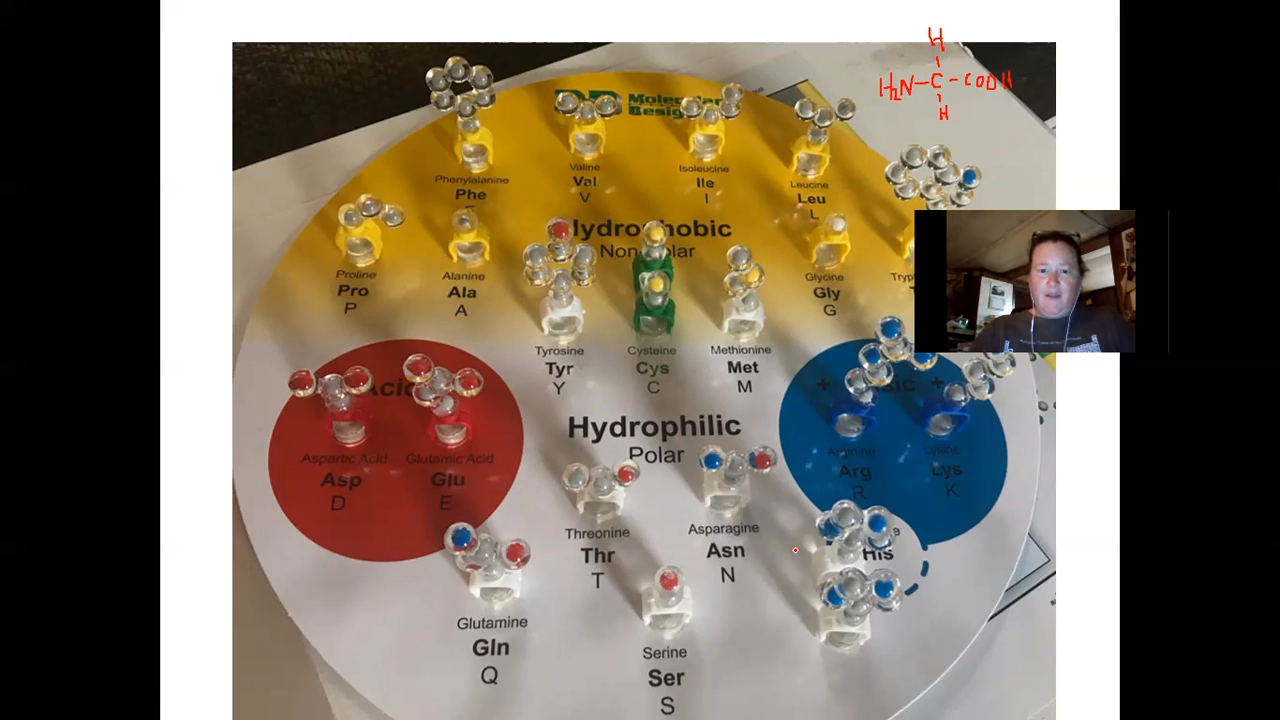 H
H₂N-C-COOH
H
Molecular
Design
Phenylalanine
Phe
Valine
Val
V
Isoleucine
Ile
I
Leucine
Leu
L
Hydrophobic
Non-polar
Proline
Pro
P
Alanine
Ala
A
Glycine
Gly
G
Tyrosine
Tyr
Y
Cysteine
Cys
C
Methionine
Met
M
Hydrophilic
Polar
Aspartic Acid
Asp
D
Glutamic Acid
Glu
E
Arginine
Arg
R
Lysine
Lys
K
Threonine
Thr
T
Asparagine
Asn
N
His
Glutamine
Gln
Q
Serine
Ser
S